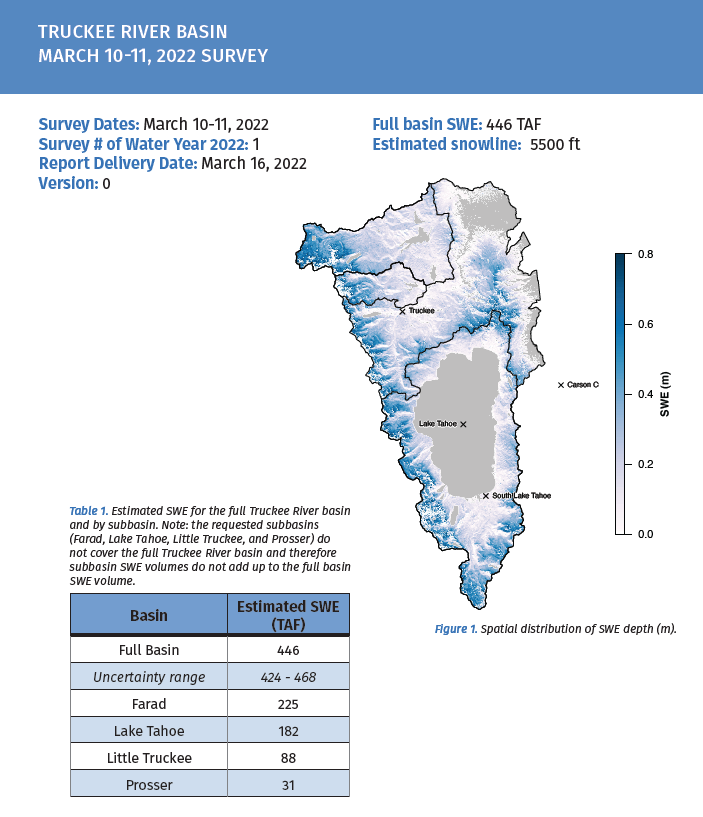 TRUCKEE RIVER BASIN
MARCH 10-11, 2022 SURVEY
Survey Dates: March 10-11, 2022
Survey # of Water Year 2022: 1
Report Delivery Date: March 16, 2022
Version: 0
Full basin SWE: 446 TAF
Estimated snowline: 5500 ft
Truckee
Carson C
Lake Tahoe
South Lake Tahoe
0.8
0.6
0.4
0.2
0.0
SWE (m)
Figure 1. Spatial distribution of SWE depth (m).
Table 1. Estimated SWE for the full Truckee River basin
and by subbasin. Note: the requested subbasins
(Farad, Lake Tahoe, Little Truckee, and Prosser) do
not cover the full Truckee River basin and therefore
subbasin SWE volumes do not add up to the full basin
SWE volume.
Basin Estimated SWE
(TAF)
Full Basin 446
Uncertainty range 424 - 468
Farad 225
Lake Tahoe 182
Little Truckee 88
Prosser 31